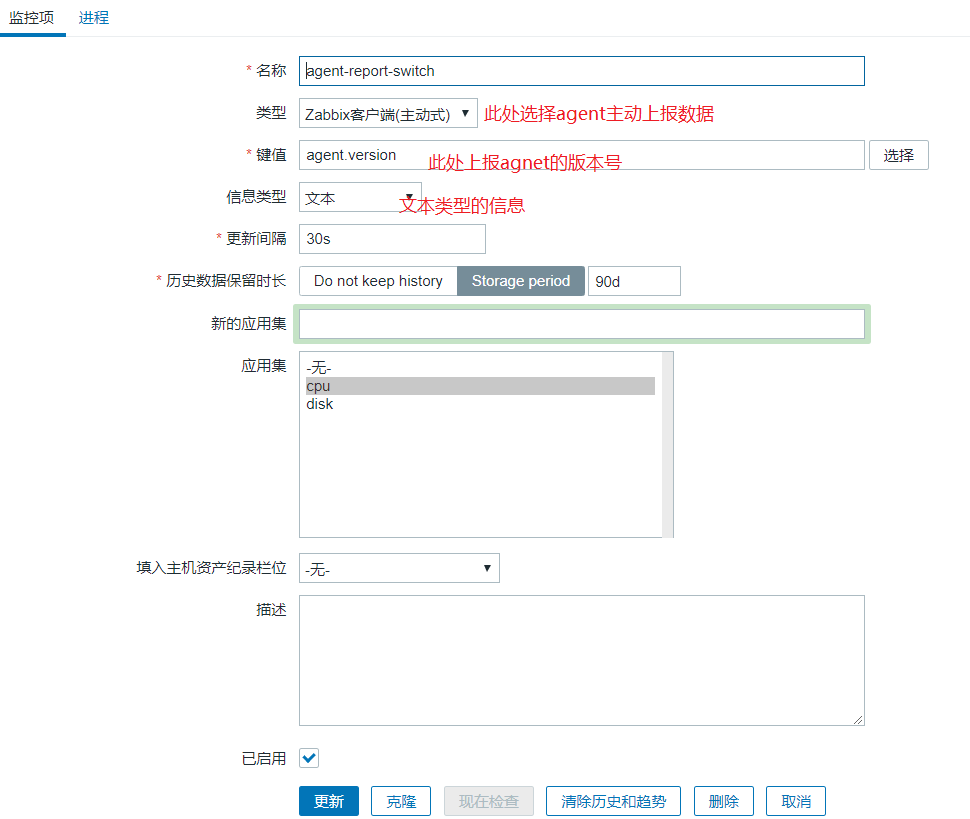 监控项 进程
* 名称 agent-report-switch
类型 Zabbix客户端(主动式) 此处选择agent主动上报数据
* 键值 agent.version 此处上报agnet的版本号 选择
信息类型 文本 文本类型的信息
* 更新间隔 30s
* 历史数据保留时长 Do not keep history Storage period 90d
新的应用集
应用集 -无-
cpu
disk
填入主机资产纪录栏位 -无-
描述
已启用
更新 克隆 现在检查 清除历史和趋势 删除 取消